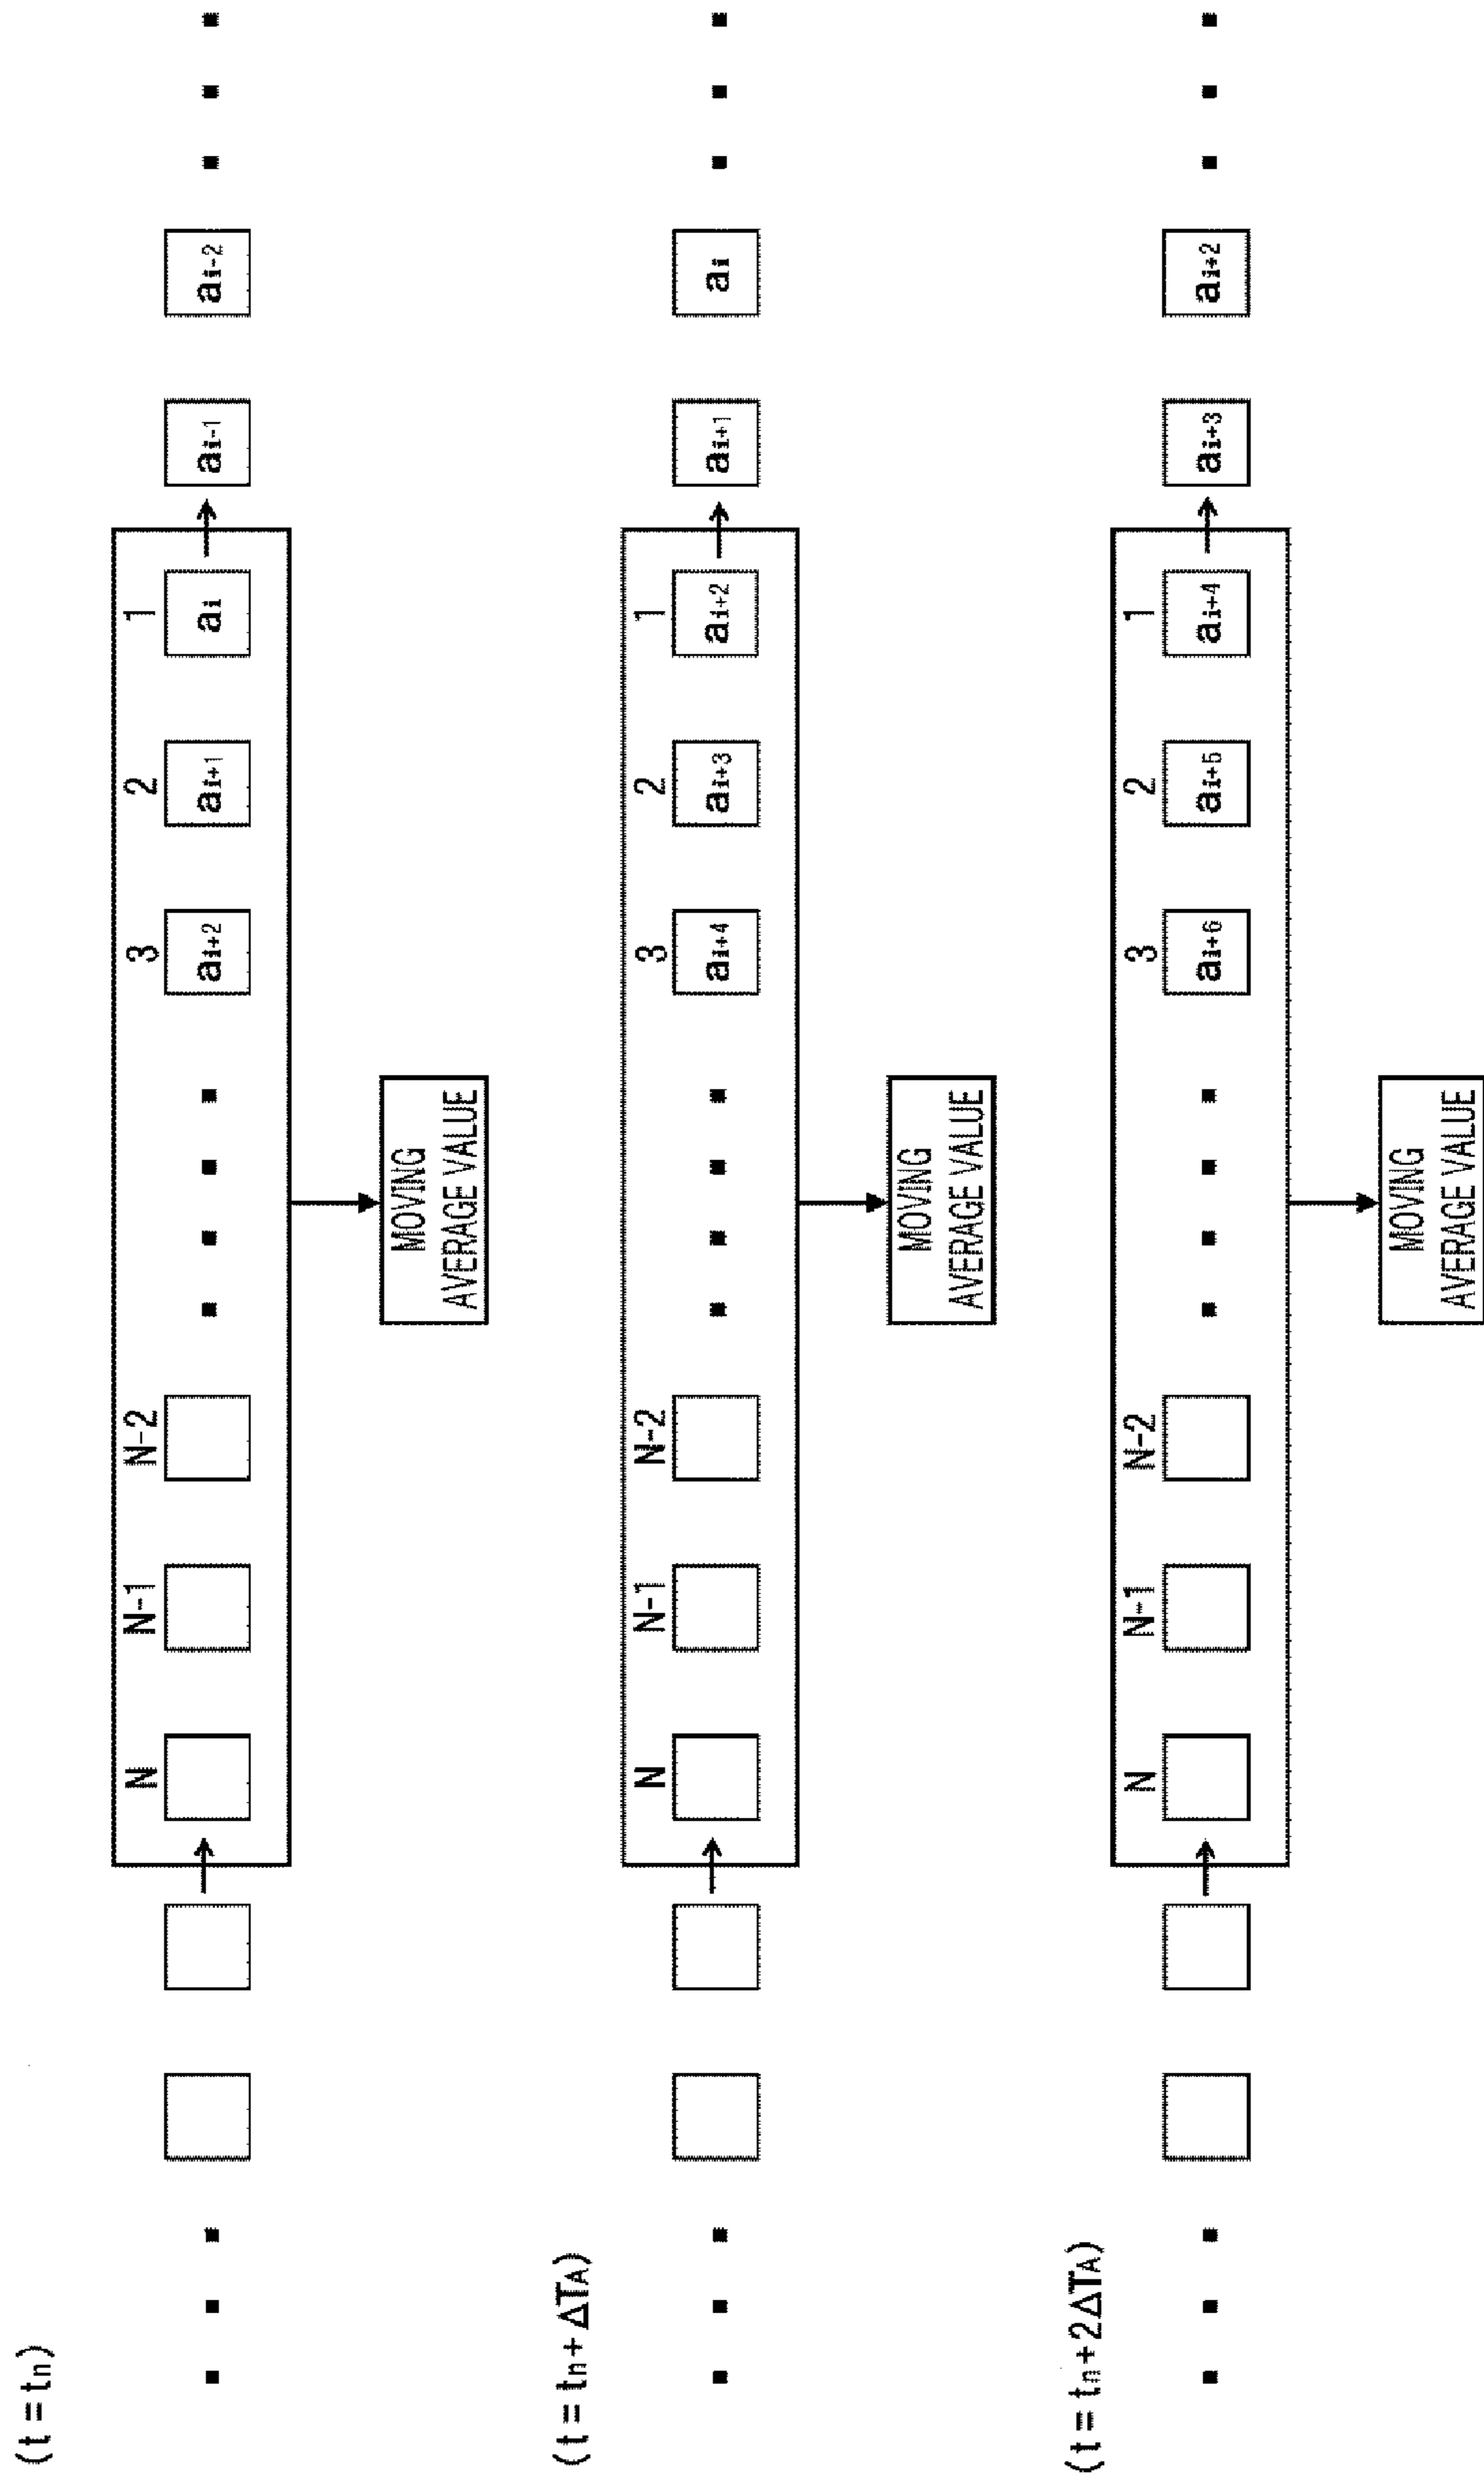 (t = tn)
N N-1 N-2 3 2 1
ai+2 ai+1 ai ai-1 ai-2
MOVING
AVERAGE VALUE
(t = tn + ΔTA)
N N-1 N-2 3 2 1
ai+4 ai+3 ai+2 ai+1 ai
MOVING
AVERAGE VALUE
(t = tn + 2ΔTA)
N N-1 N-2 3 2 1
ai+6 ai+5 ai+4 ai+3 ai+2
MOVING
AVERAGE VALUE